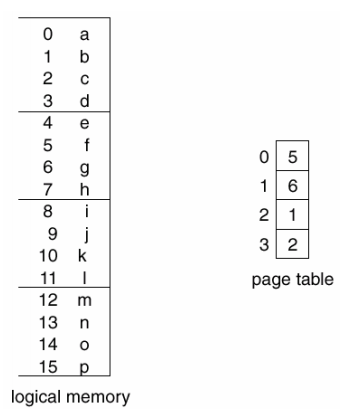 0 a
1 b
2 c
3 d
4 e
5 f
6 g
7 h
8 i
9 j
10 k
11 l
12 m
13 n
14 o
15 p
logical memory
0 5
1 6
2 1
3 2
page table